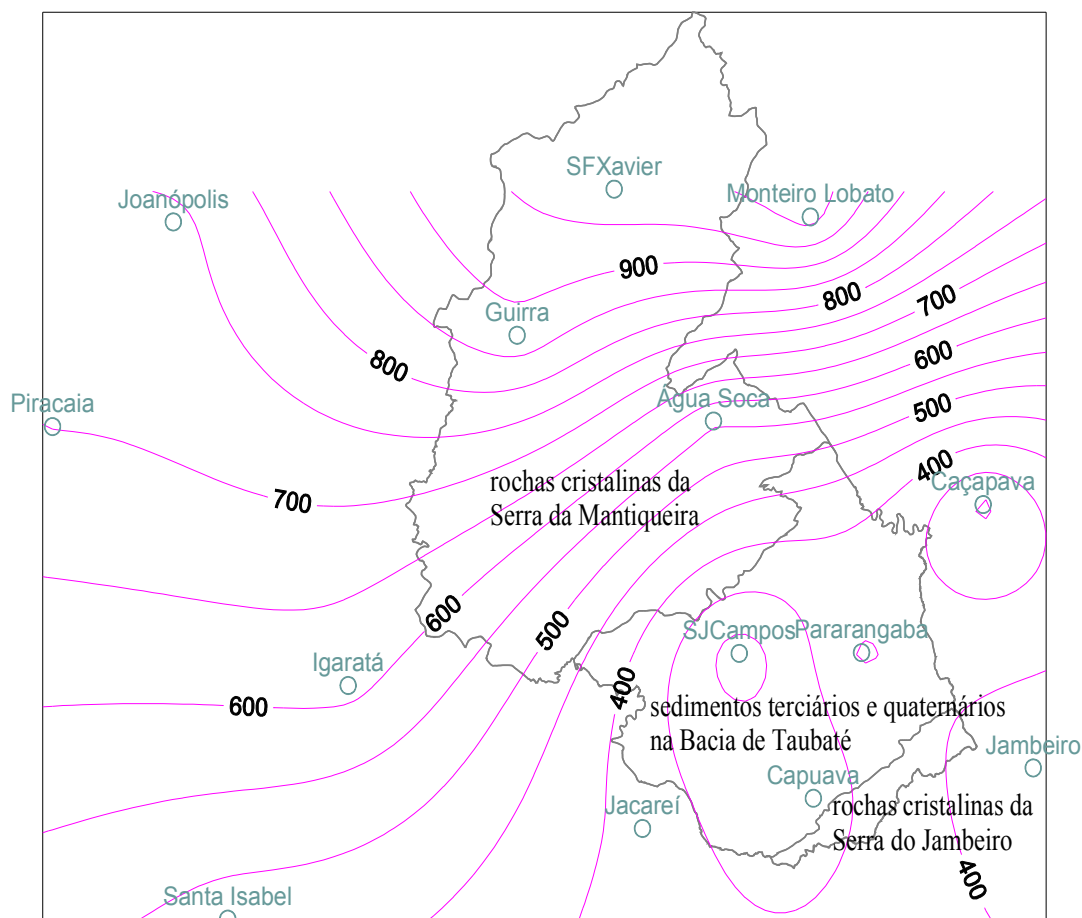 SFXavier
Monteiro Lobato
Joanópolis
900
800
700
Guirra
800
600
Piracaia
Água Soca
500
400
Caçapava
700
rochas cristalinas da
Serra da Mantiqueira
600
500
SJCampos
Pararangaba
Igaratá
400
600
sedimentos terciários e quaternários
na Bacia de Taubaté
Jambeiro
Capuava
Jacareí
rochas cristalinas da
Serra do Jambeiro
400
Santa Isabel